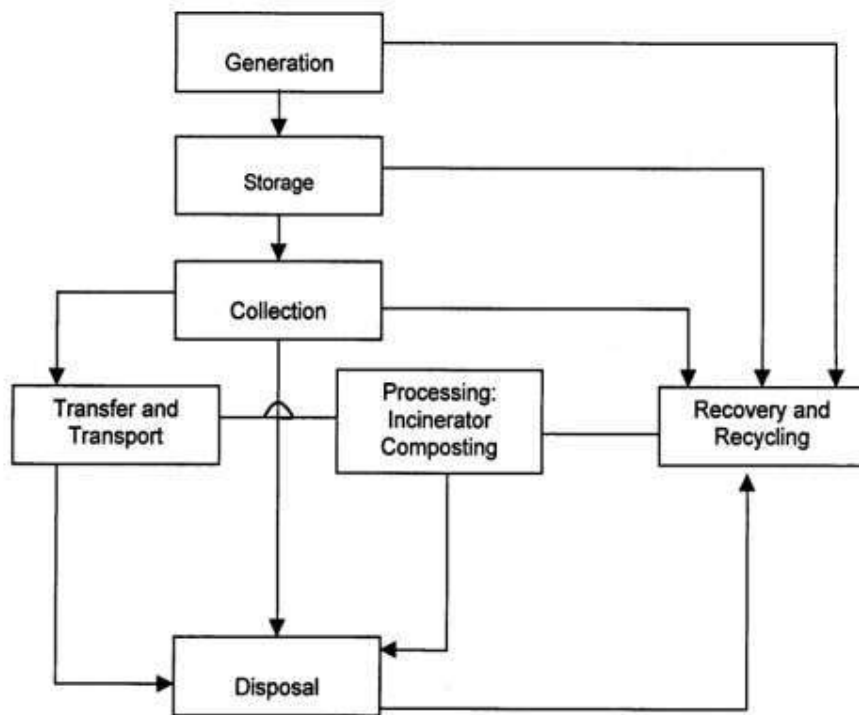 Generation
Storage
Collection
Transfer and
Transport
Processing:
Incinerator
Composting
Recovery and
Recycling
Disposal